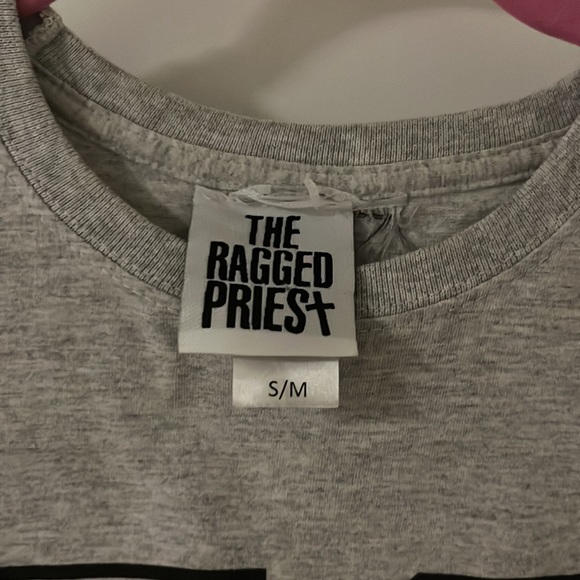 THE
RAGGED
PRIEST
S/M